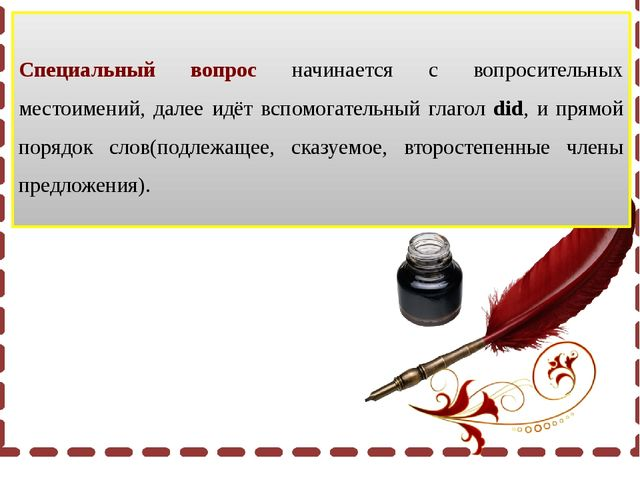 Специальный вопрос начинается с вопросительных
местоимений, далее идёт вспомогательный глагол did, и прямой
порядок слов(подлежащее, сказуемое, второстепенные члены
предложения).